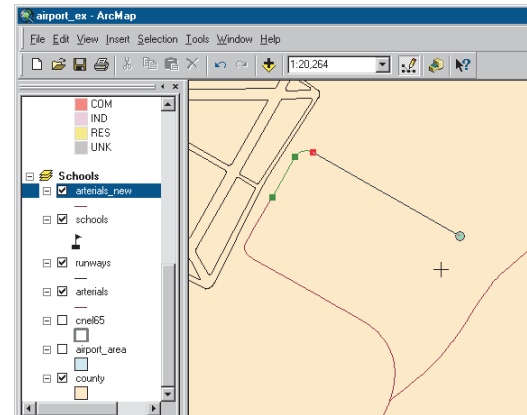 airport_ex - ArcMap
File Edit View Insert Selection Tools Window Help
1:20,264
COM
IND
RES
UNK
Schools
arterials_new
schools
runways
arterials
cnel65
airport_area
county